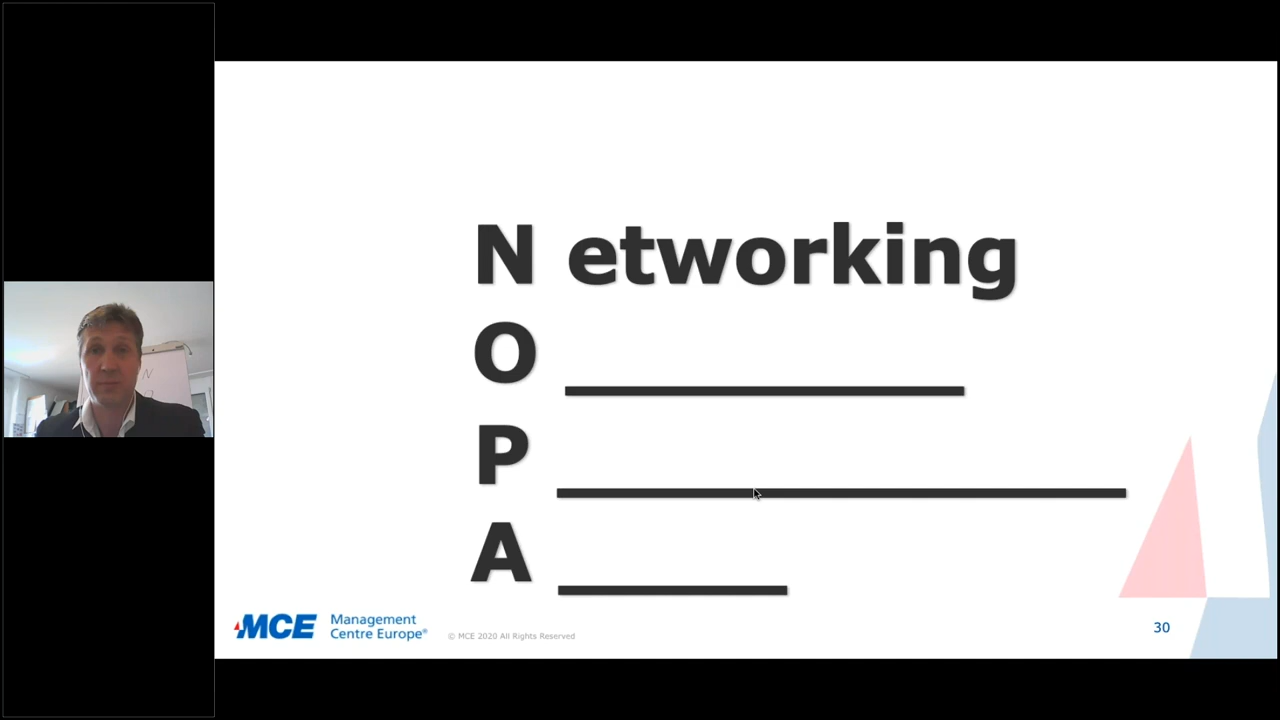 N etworking
O
P
A
MCE Management
Centre Europe®
© MCE 2020 All Rights Reserved
30
N